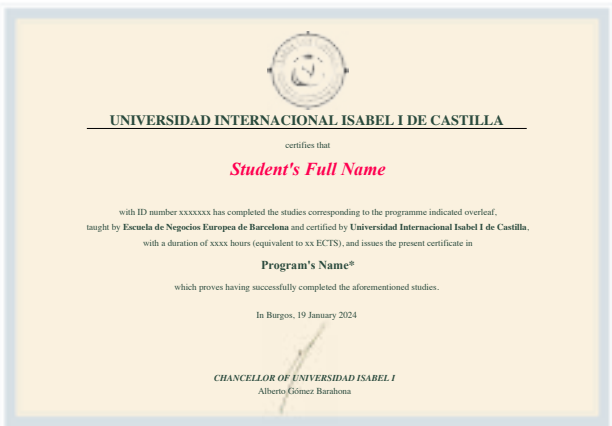 UNIVERSIDAD INTERNACIONAL ISABEL I DE CASTILLA
certifies that
Student's Full Name
with ID number xxxxxxx has completed the studies corresponding to the programme indicated overleaf,
taught by Escuela de Negocios Europea de Barcelona and certified by Universidad Internacional Isabel I de Castilla,
with a duration of xxxx hours (equivalent to xx ECTS), and issues the present certificate in
Program's Name*
which proves having successfully completed the aforementioned studies.
In Burgos, 19 January 2024
CHANCELLOR OF UNIVERSIDAD ISABEL I
Alberto Gómez Barahona